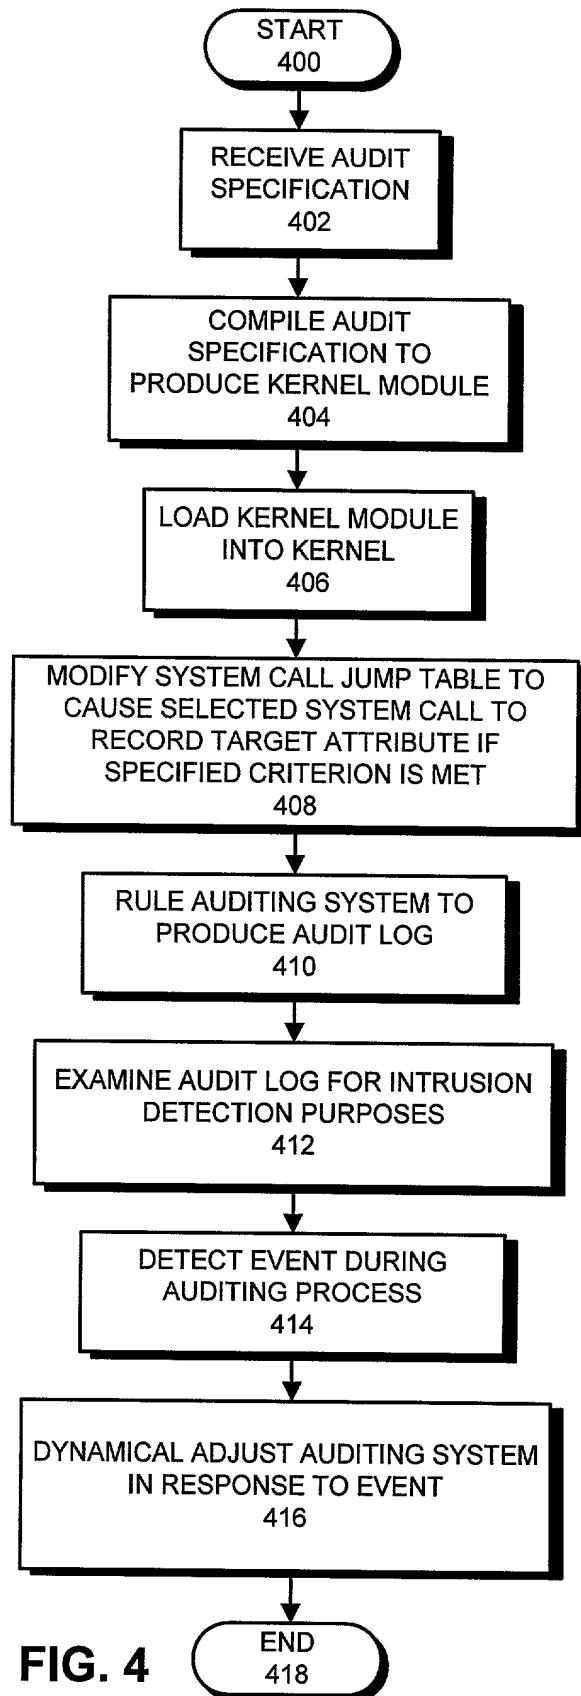 START
400
RECEIVE AUDIT
SPECIFICATION
402
COMPILE AUDIT
SPECIFICATION TO
PRODUCE KERNEL MODULE
404
LOAD KERNEL MODULE
INTO KERNEL
406
MODIFY SYSTEM CALL JUMP TABLE TO
CAUSE SELECTED SYSTEM CALL TO
RECORD TARGET ATTRIBUTE IF
SPECIFIED CRITERION IS MET
408
RULE AUDITING SYSTEM TO
PRODUCE AUDIT LOG
410
EXAMINE AUDIT LOG FOR INTRUSION
DETECTION PURPOSES
412
DETECT EVENT DURING
AUDITING PROCESS
414
DYNAMICAL ADJUST AUDITING SYSTEM
IN RESPONSE TO EVENT
416
END
418
FIG. 4